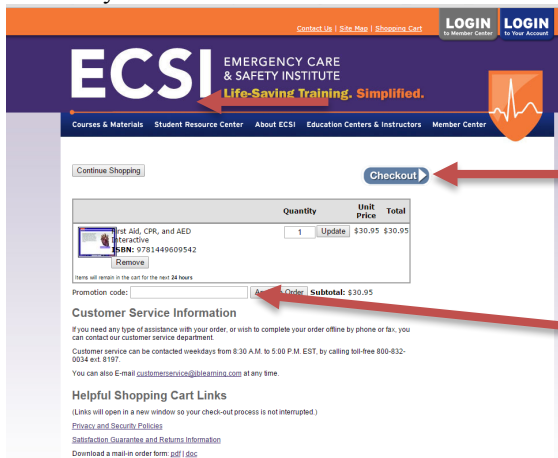 Contact Us | Site Map | Shopping Cart
LOGIN
to Member Center
LOGIN
to Your Account
ECSI
EMERGENCY CARE
& SAFETY INSTITUTE
Life-Saving Training. Simplified.
Courses & Materials Student Resource Center About ECSI Education Centers & Instructors Member Center
Continue Shopping
Checkout
Quantity Unit Price Total
First Aid, CPR, and AED
Interactive
ISBN: 9781449609542
1 Update $30.95 $30.95
Remove
Items will remain in the cart for the next 24 hours
Promotion code: Order Subtotal: $30.95
Customer Service Information
If you need any type of assistance with your order, or wish to complete your order offline by phone or fax, you
can contact our customer service department.
Customer service can be contacted weekdays from 8:30 A.M. to 5:00 P.M. EST, by calling toll-free 800-832-
0034 ext. 8197.
You can also E-mail customerservice@jblearning.com at any time.
Helpful Shopping Cart Links
(Links will open in a new window so your check-out process is not interrupted.)
Privacy and Security Policies
Satisfaction Guarantee and Returns Information
Download a mail-in order form: pdf | doc